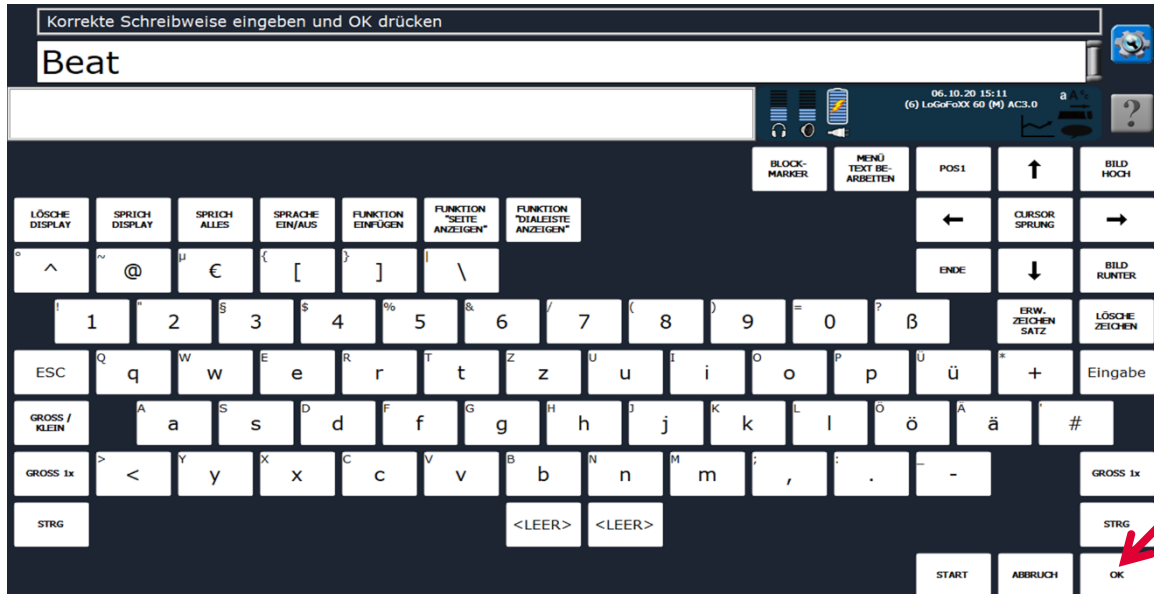 Korrekte Schreibweise eingeben und OK drücken
Beat
06.10.20 15:11
(6) LoGoFoXX 60 (M) AC3.0
a A
?
BLOCK-
MARKER
MENÜ
TEXT BE-
ARBEITEN
POS1
↑
BILD
HOCH
LÖSCHE
DISPLAY
SPRICH
DISPLAY
SPRICH
ALLES
SPRACHE
EIN/AUS
FUNKTION
EINFÜGEN
FUNKTION
"SEITE
ANZEIGEN"
FUNKTION
"DIALEISTE
ANZEIGEN"
←
CURSOR
SPRUNG
→
° ^
~ @
µ €
{ [
} ]
| \
ENDE
↓
BILD
RUNTER
! 1
" 2
§ 3
$ 4
% 5
& 6
/ 7
( 8
) 9
= 0
? ß
ERW.
ZEICHEN
SATZ
LÖSCHE
ZEICHEN
ESC
Q q
W w
E e
R r
T t
Z z
U u
I i
O o
P p
Ü ü
* +
Eingabe
GROSS /
KLEIN
A a
S s
D d
F f
G g
H h
J j
K k
L l
Ö ö
Ä ä
' #
GROSS 1x
> <
Y y
X x
C c
V v
B b
N n
M m
; ,
: .
_ -
GROSS 1x
STRG
<LEER>
<LEER>
STRG
START
ABBRUCH
OK